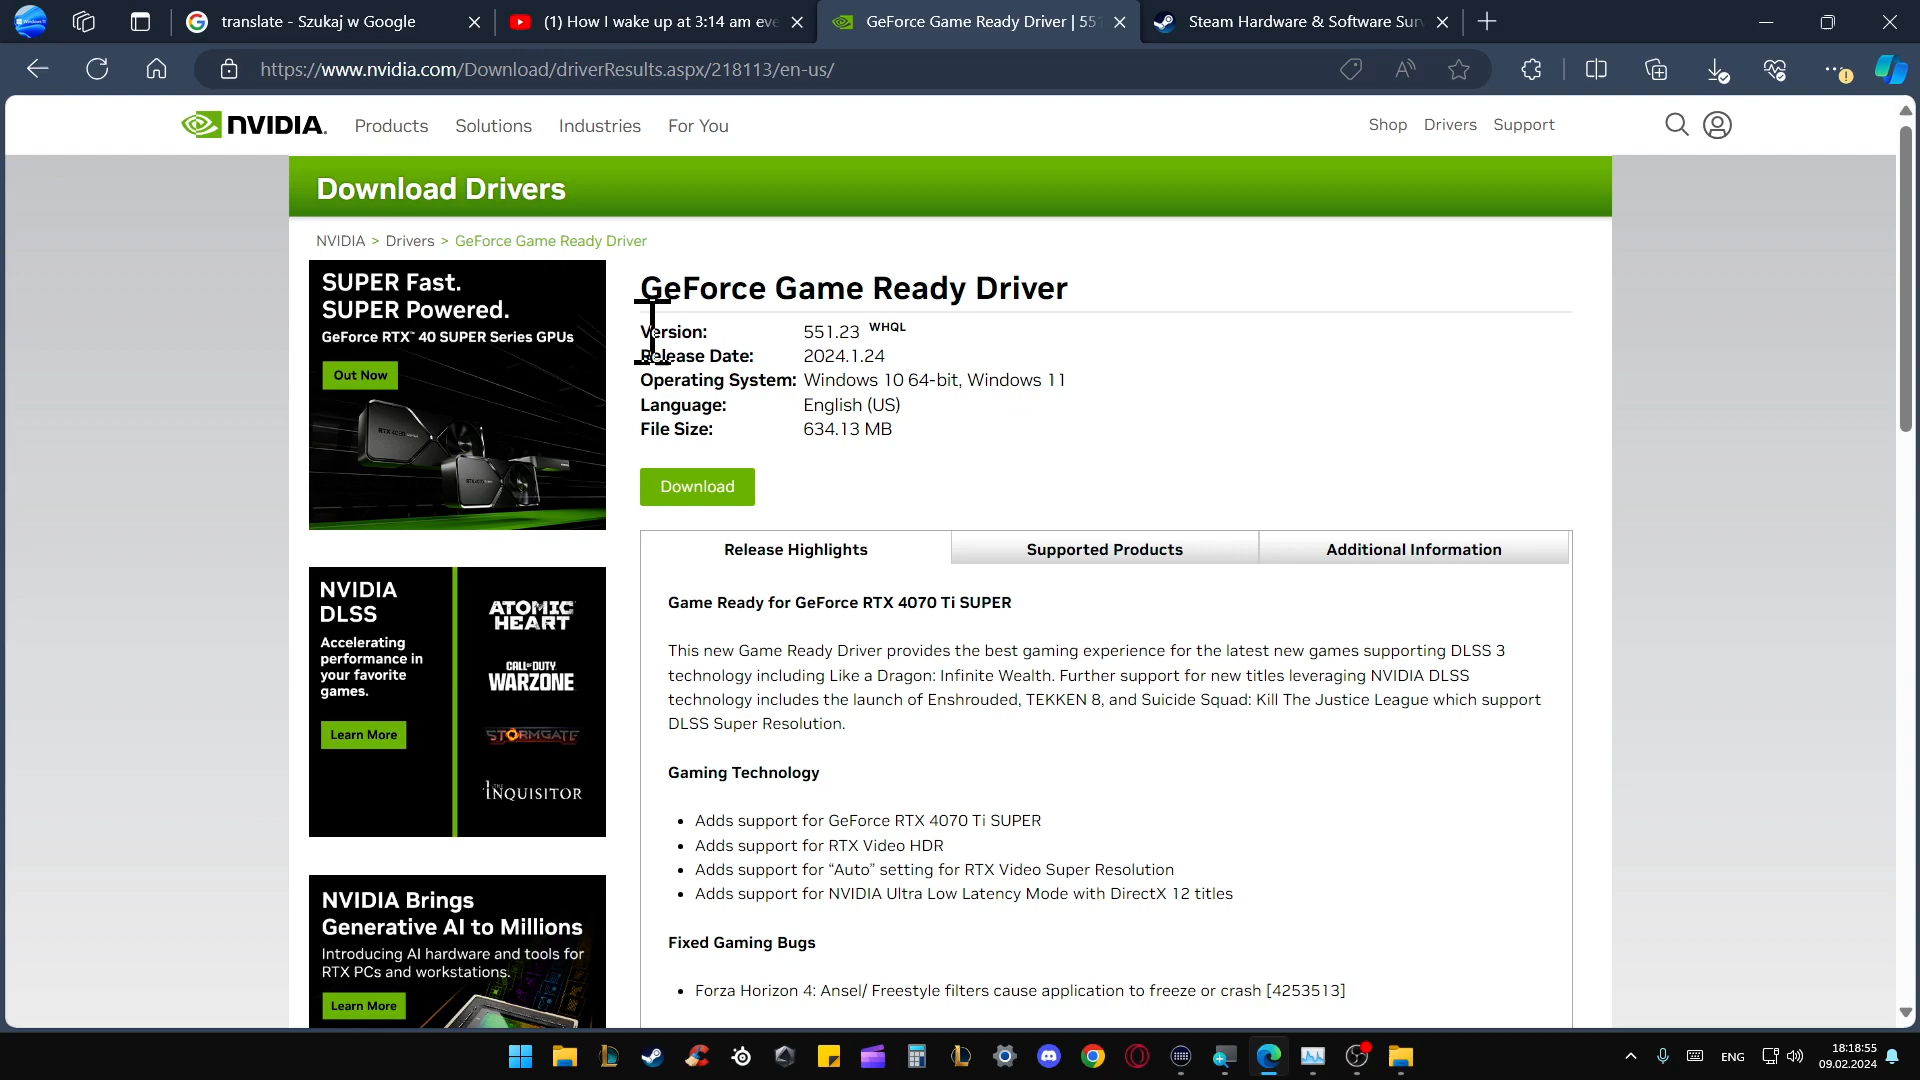 translate - Szukaj w Google
(1) How I wake up at 3:14 am eve
GeForce Game Ready Driver | 551
Steam Hardware & Software Surv
https://www.nvidia.com/Download/driverResults.aspx/218113/en-us/
NVIDIA.
Products
Solutions
Industries
For You
Shop
Drivers
Support
Download Drivers
NVIDIA > Drivers > GeForce Game Ready Driver
SUPER Fast.
SUPER Powered.
GeForce RTX™ 40 SUPER Series GPUs
Out Now
GeForce Game Ready Driver
Version: 551.23 WHQL
Release Date: 2024.1.24
Operating System: Windows 10 64-bit, Windows 11
Language: English (US)
File Size: 634.13 MB
Download
NVIDIA
DLSS
Accelerating
performance in
your favorite
games.
Learn More
ATOMIC
HEART
CALL OF DUTY
WARZONE
STORMGATE
THE
INQUISITOR
NVIDIA Brings
Generative AI to Millions
Introducing AI hardware and tools for
RTX PCs and workstations.
Learn More
Release Highlights
Supported Products
Additional Information
Game Ready for GeForce RTX 4070 Ti SUPER
This new Game Ready Driver provides the best gaming experience for the latest new games supporting DLSS 3
technology including Like a Dragon: Infinite Wealth. Further support for new titles leveraging NVIDIA DLSS
technology includes the launch of Enshrouded, TEKKEN 8, and Suicide Squad: Kill The Justice League which support
DLSS Super Resolution.
Gaming Technology
• Adds support for GeForce RTX 4070 Ti SUPER
• Adds support for RTX Video HDR
• Adds support for “Auto” setting for RTX Video Super Resolution
• Adds support for NVIDIA Ultra Low Latency Mode with DirectX 12 titles
Fixed Gaming Bugs
• Forza Horizon 4: Ansel/ Freestyle filters cause application to freeze or crash [4253513]
ENG
18:18:55
09.02.2024